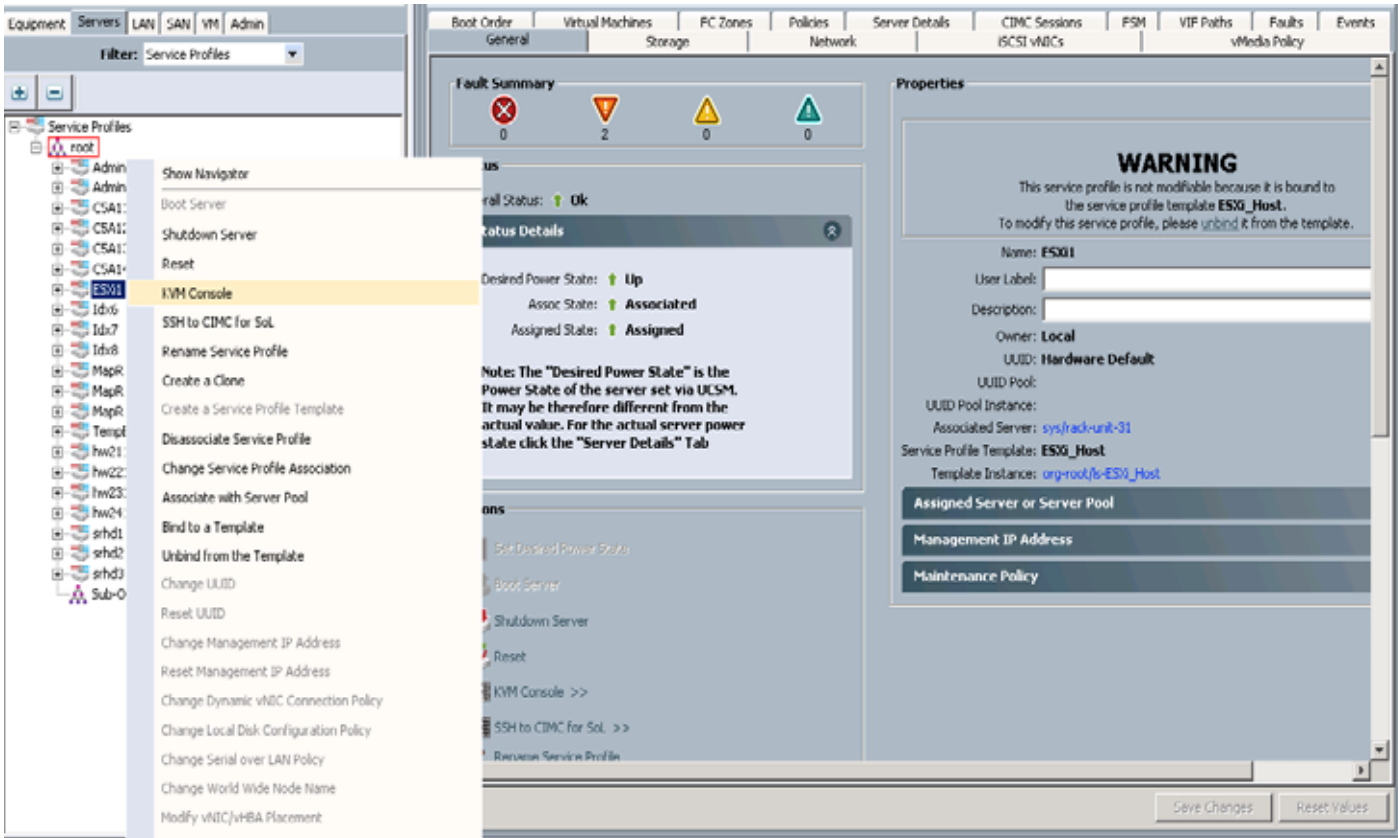 Equipment Servers LAN SAN VM Admin
Filter: Service Profiles
Service Profiles
root
Admin
Admin
CSA1
CSA12
CSA1
CSA14
ESXi1
Idx6
Idx7
Idx8
MapR
MapR
MapR
Templ
hw21
hw22
hw23
hw24
srhd1
srhd2
srhd3
Sub-O
Show Navigator
Boot Server
Shutdown Server
Reset
KVM Console
SSH to CIMC for SoL
Rename Service Profile
Create a Clone
Create a Service Profile Template
Disassociate Service Profile
Change Service Profile Association
Associate with Server Pool
Bind to a Template
Unbind from the Template
Change UUID
Reset UUID
Change Management IP Address
Reset Management IP Address
Change Dynamic vNIC Connection Policy
Change Local Disk Configuration Policy
Change Serial over LAN Policy
Change World Wide Node Name
Modify vNIC/vHBA Placement
Boot Order Virtual Machines FC Zones Policies Server Details CIMC Sessions FSM VIF Paths Faults Events
General Storage Network iSCSI vNICs vMedia Policy
Fault Summary
0 2 0 0
us
rall Status: Ok
tatus Details
Desired Power State: Up
Assoc State: Associated
Assigned State: Assigned
Note: The "Desired Power State" is the
Power State of the server set via UCSM.
It may be therefore different from the
actual value. For the actual server power
state click the "Server Details" Tab
ons
Set Desired Power State
Boot Server
Shutdown Server
Reset
KVM Console >>
SSH to CIMC for SoL >>
Rename Service Profile
Properties
WARNING
This service profile is not modifiable because it is bound to
the service profile template ESXi_Host.
To modify this service profile, please unbind it from the template.
Name: ESXi1
User Label:
Description:
Owner: Local
UUID: Hardware Default
UUID Pool:
UUID Pool Instance:
Associated Server: sys/rack-unit-31
Service Profile Template: ESXi_Host
Template Instance: org-root/ls-ESXi_Host
Assigned Server or Server Pool
Management IP Address
Maintenance Policy
Save Changes Reset Values